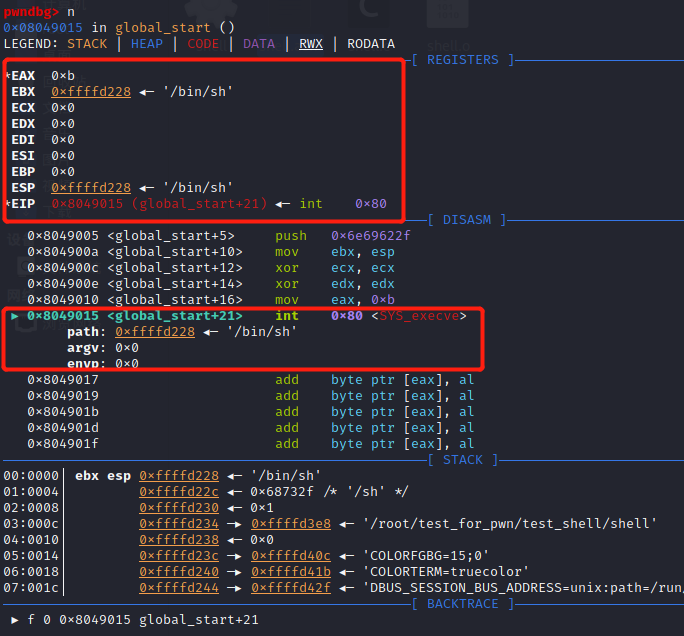 pwndbg> n
0×08049015 in global_start ()
LEGEND: STACK | HEAP | CODE | DATA | RWX | RODATA
[ REGISTERS ]
*EAX 0×b
EBX 0×ffffd228 ◂— '/bin/sh'
ECX 0×0
EDX 0×0
EDI 0×0
ESI 0×0
EBP 0×0
ESP 0×ffffd228 ◂— '/bin/sh'
*EIP 0×8049015 (global_start+21) ◂— int 0×80
[ DISASM ]
0×8049005 <global_start+5> push 0×6e69622f
0×804900a <global_start+10> mov ebx, esp
0×804900c <global_start+12> xor ecx, ecx
0×804900e <global_start+14> xor edx, edx
0×8049010 <global_start+16> mov eax, 0×b
► 0×8049015 <global_start+21> int 0×80 <SYS_execve>
path: 0×ffffd228 ◂— '/bin/sh'
argv: 0×0
envp: 0×0
0×8049017 add byte ptr [eax], al
0×8049019 add byte ptr [eax], al
0×804901b add byte ptr [eax], al
0×804901d add byte ptr [eax], al
0×804901f add byte ptr [eax], al
[ STACK ]
00:0000│ ebx esp 0×ffffd228 ◂— '/bin/sh'
01:0004│ 0×ffffd22c ◂— 0×68732f /* '/sh' */
02:0008│ 0×ffffd230 ◂— 0×1
03:000c│ 0×ffffd234 —▸ 0×ffffd3e8 ◂— '/root/test_for_pwn/test_shell/shell'
04:0010│ 0×ffffd238 ◂— 0×0
05:0014│ 0×ffffd23c —▸ 0×ffffd40c ◂— 'COLORFGBG=15;0'
06:0018│ 0×ffffd240 —▸ 0×ffffd41b ◂— 'COLORTERM=truecolor'
07:001c│ 0×ffffd244 —▸ 0×ffffd42f ◂— 'DBUS_SESSION_BUS_ADDRESS=unix:path=/run/
[ BACKTRACE ]
► f 0 0×8049015 global_start+21